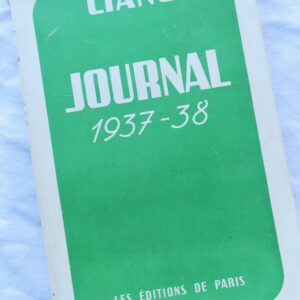 JOURNAL
1937-38
LES ÉDITIONS DE PARIS